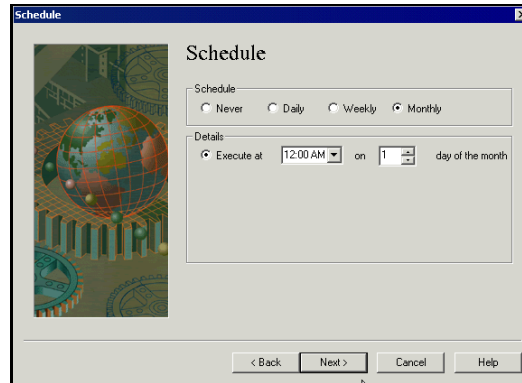 Schedule
Schedule
Schedule
Never Daily Weekly Monthly
Details
Execute at 12:00 AM on 1 day of the month
< Back Next > Cancel Help